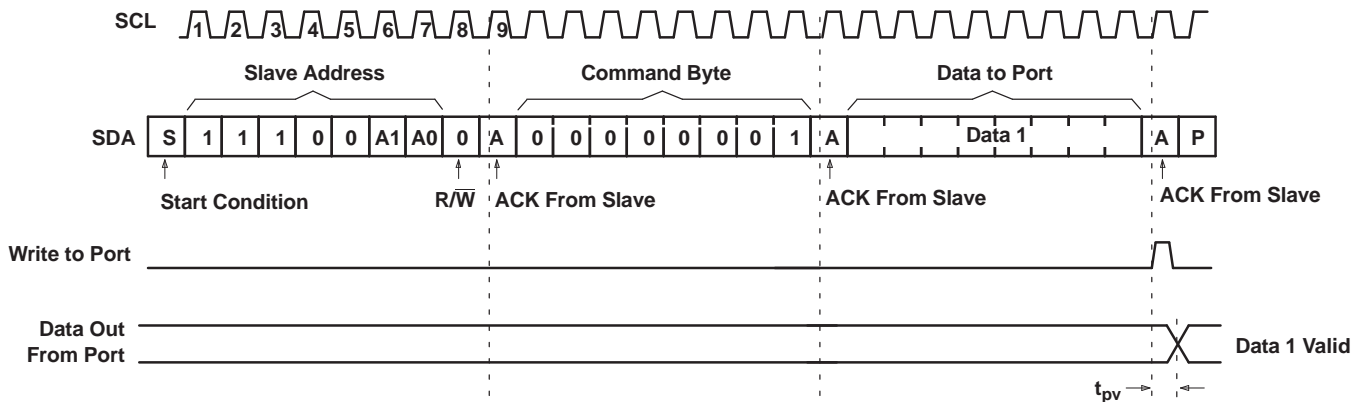 SCL 1 2 3 4 5 6 7 8 9
Slave Address Command Byte Data to Port
SDA S 1 1 1 0 0 A1 A0 0 A 0 0 0 0 0 0 0 1 A Data 1 A P
Start Condition R/W̅ ACK From Slave ACK From Slave ACK From Slave
Write to Port
Data Out
From Port
Data 1 Valid
tpv